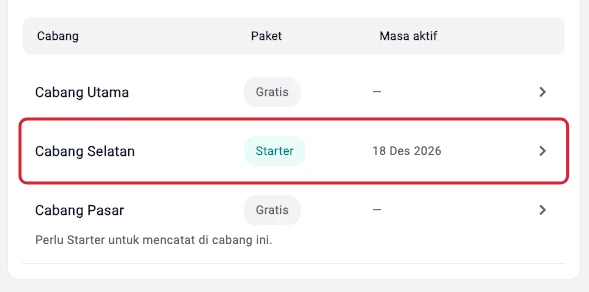 Cabang Paket Masa aktif
Cabang Utama Gratis —
Cabang Selatan Starter 18 Des 2026
Cabang Pasar Gratis —
Perlu Starter untuk mencatat di cabang ini.